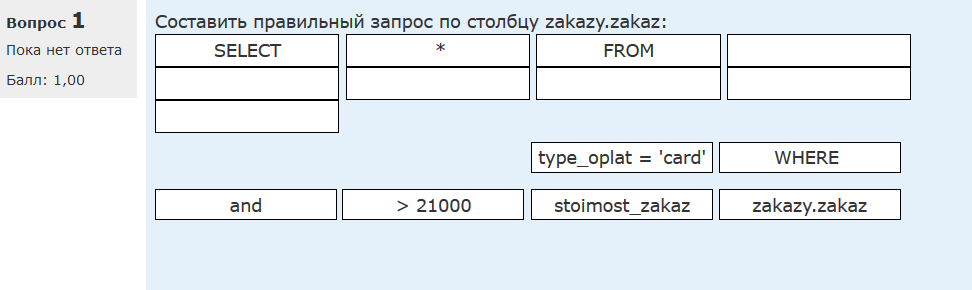 Вопрос 1
Пока нет ответа
Балл: 1,00
Составить правильный запрос по столбцу zakazy.zakaz:
SELECT * FROM
type_oplat = 'card' WHERE
and > 21000 stoimost_zakaz zakazy.zakaz